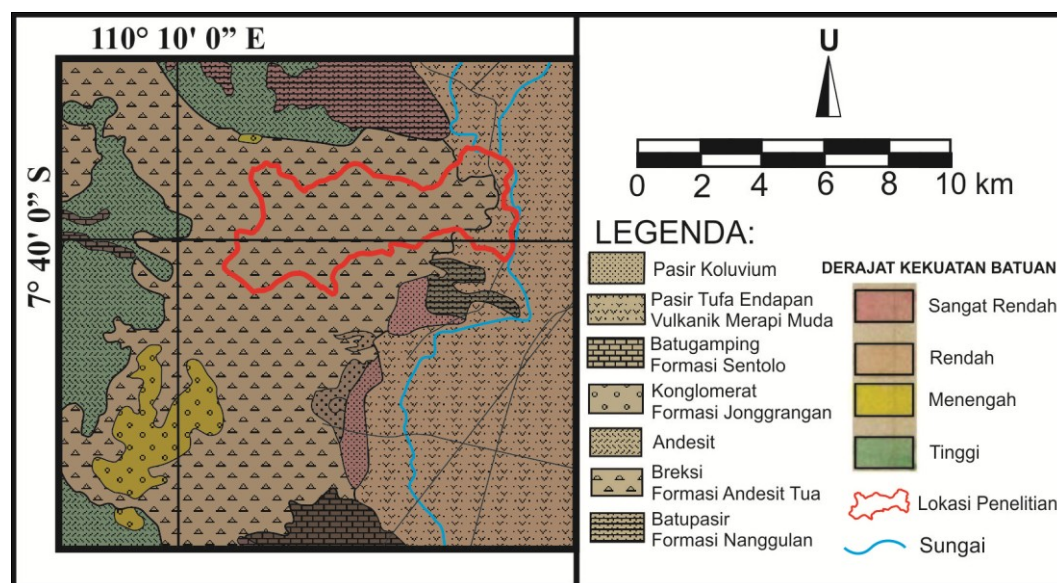 110° 10' 0” E
7° 40' 0” S
U
0 2 4 6 8 10 km
LEGENDA:
Pasir Koluvium
Pasir Tufa Endapan
Vulkanik Merapi Muda
Batugamping
Formasi Sentolo
Konglomerat
Formasi Jonggrangan
Andesit
Breksi
Formasi Andesit Tua
Batupasir
Formasi Nanggulan
DERAJAT KEKUATAN BATUAN
Sangat Rendah
Rendah
Menengah
Tinggi
Lokasi Penelitian
Sungai